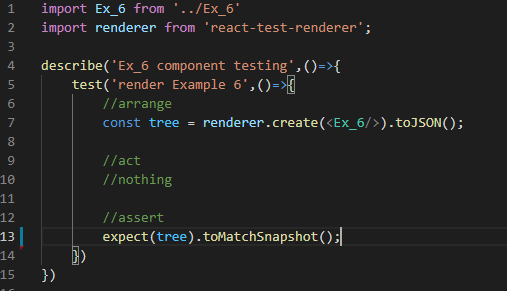 1 import Ex_6 from '../Ex_6'
2 import renderer from 'react-test-renderer';
3
4 describe('Ex_6 component testing',()=>{
5     test('render Example 6',()=>{
6         //arrange
7         const tree = renderer.create(<Ex_6/>).toJSON();
8
9         //act
10         //nothing
11
12         //assert
13         expect(tree).toMatchSnapshot();
14     })
15 })